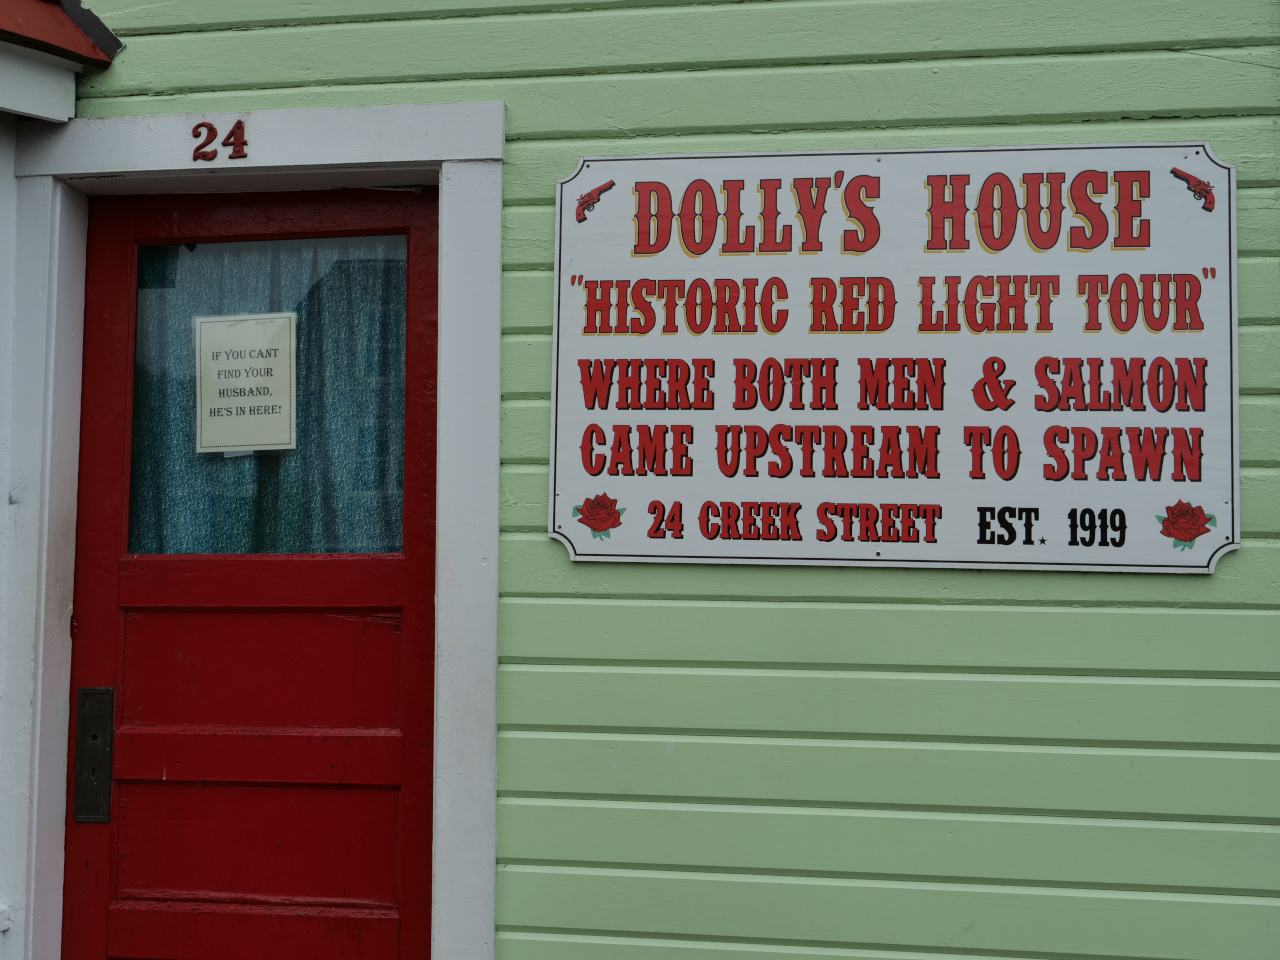 24
IF YOU CANT
FIND YOUR
HUSBAND,
HE'S IN HERE!
DOLLY'S HOUSE
"HISTORIC RED LIGHT TOUR"
WHERE BOTH MEN & SALMON
CAME UPSTREAM TO SPAWN
24 CREEK STREET EST. 1919